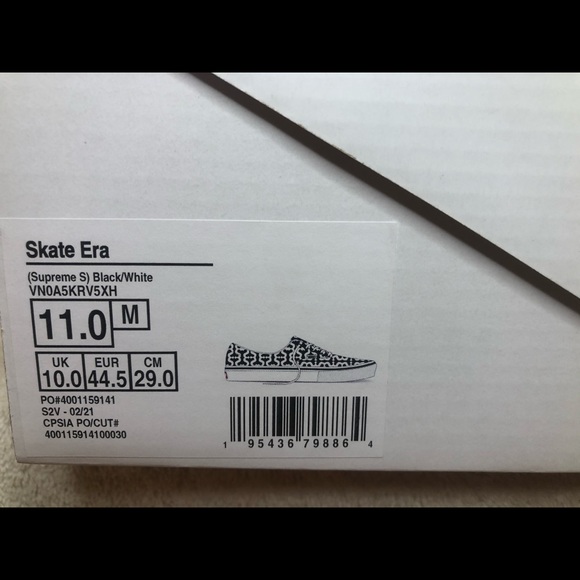 Skate Era
(Supreme S) Black/White
VN0A5KRV5XH
11.0 M
UK EUR CM
10.0 44.5 29.0
PO#4001159141
S2V - 02/21
CPSIA PO/CUT#
400115914100030
1 95436 79886 4